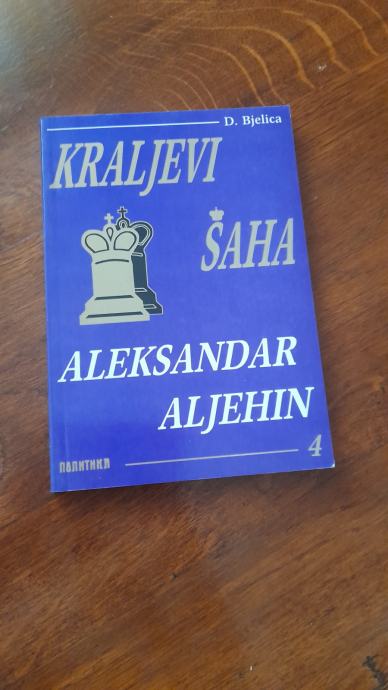 D. Bjelica
KRALJEVI
ŠAHA
ALEKSANDAR
ALJEHIN
ПОЛИТИКА
4